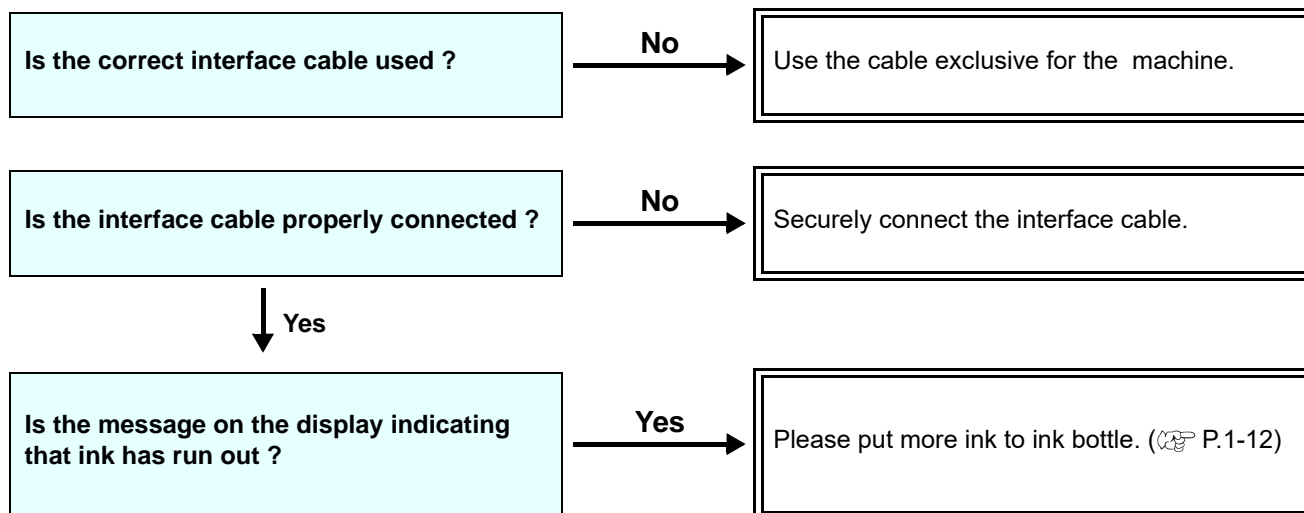 Is the correct interface cable used ?
No
Use the cable exclusive for the machine.
Is the interface cable properly connected ?
No
Securely connect the interface cable.
Yes
Is the message on the display indicating
that ink has run out ?
Yes
Please put more ink to ink bottle. (☞ P.1-12)